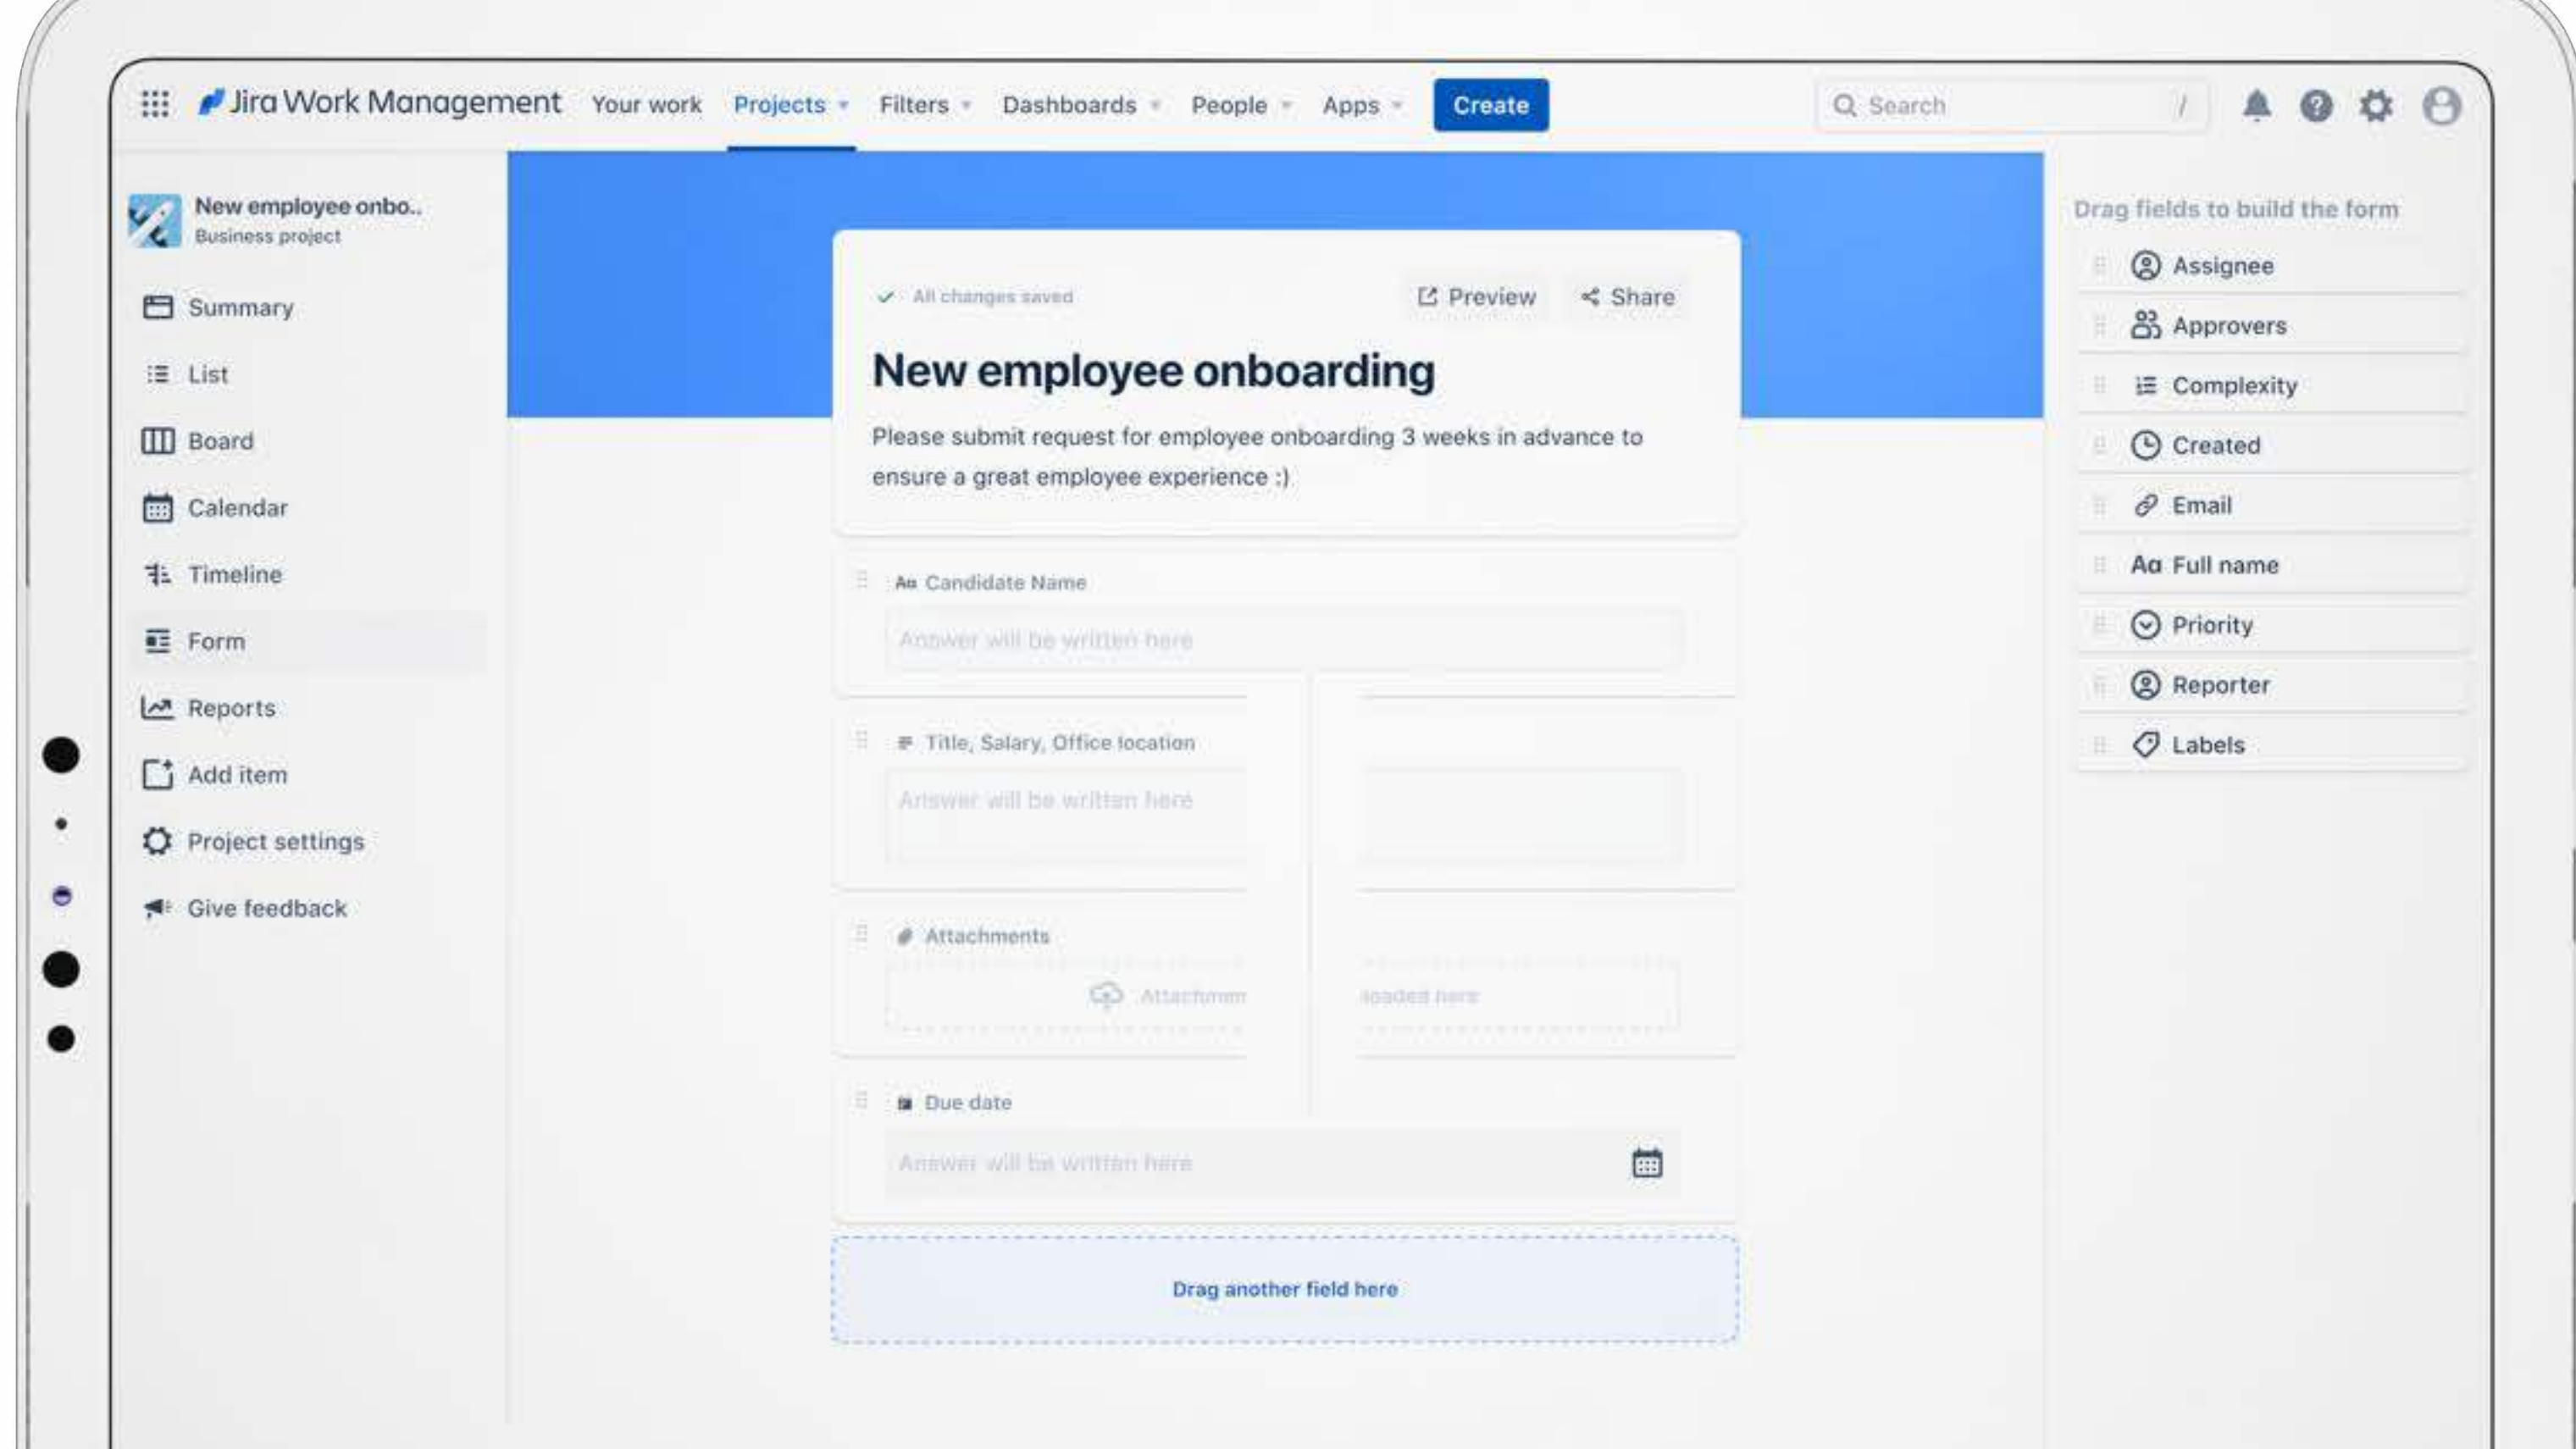 Jira Work Management
Your work
Projects
Filters
Dashboards
People
Apps
Create
Search
/
New employee onbo..
Business project
Summary
List
Board
Calendar
Timeline
Form
Reports
Add item
Project settings
Give feedback
All changes saved
Preview
Share
New employee onboarding
Please submit request for employee onboarding 3 weeks in advance to
ensure a great employee experience :)
Aa Candidate Name
Answer will be written here
Title, Salary, Office location
Answer will be written here
Attachments
Due date
Answer will be written here
Drag another field here
Drag fields to build the form
Assignee
Approvers
Complexity
Created
Email
Aa Full name
Priority
Reporter
Labels